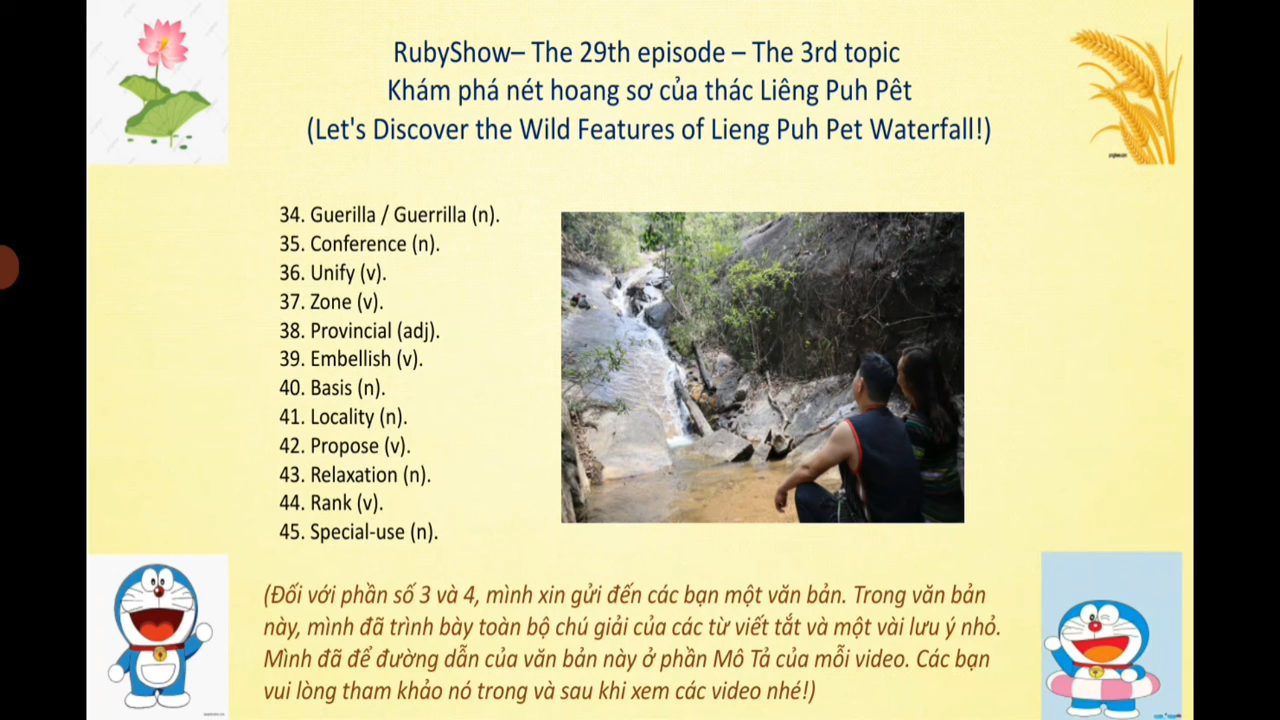 RubyShow– The 29th episode – The 3rd topic
Khám phá nét hoang sơ của thác Liêng Puh Pêt
(Let's Discover the Wild Features of Lieng Puh Pet Waterfall!)
34. Guerilla / Guerrilla (n).
35. Conference (n).
36. Unify (v).
37. Zone (v).
38. Provincial (adj).
39. Embellish (v).
40. Basis (n).
41. Locality (n).
42. Propose (v).
43. Relaxation (n).
44. Rank (v).
45. Special-use (n).
(Đối với phần số 3 và 4, mình xin gửi đến các bạn một văn bản. Trong văn bản
này, mình đã trình bày toàn bộ chú giải của các từ viết tắt và một vài lưu ý nhỏ.
Mình đã để đường dẫn của văn bản này ở phần Mô Tả của mỗi video. Các bạn
vui lòng tham khảo nó trong và sau khi xem các video nhé!)